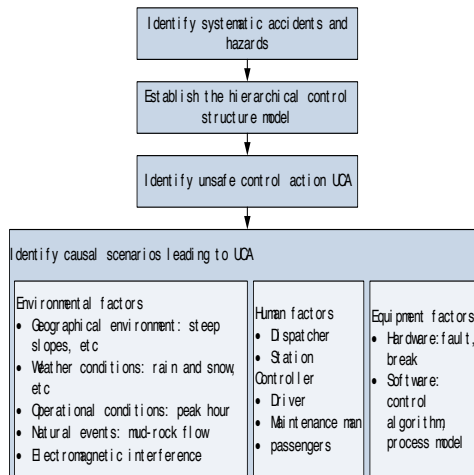 Identify systematic accidents and
hazards
Establish the hierarchical control
structure model
Identify unsafe control action UCA
Identify causal scenarios leading to UCA
Environmental factors
• Geographical environment: steep
slopes, etc
• Weather conditions: rain and snow,
etc
• Operational conditions: peak hour
• Natural events: mud-rock flow
• Electromagnetic interference
Human factors
• Dispatcher
• Station
Controller
• Driver
• Maintenance man
• passengers
Equipment factors
• Hardware: fault,
break
• Software:
control
algorithm,
process model